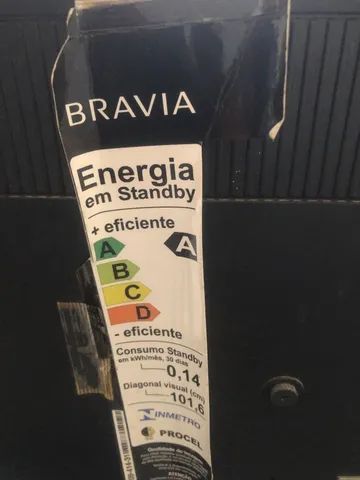 BRAVIA
Energia
em Standby
+ eficiente
A A
B
C
D
- eficiente
Consumo Standby
em kWh/mês, 30 dias
0,14
Diagonal visual (cm)
101,6
INMETRO
PROCEL